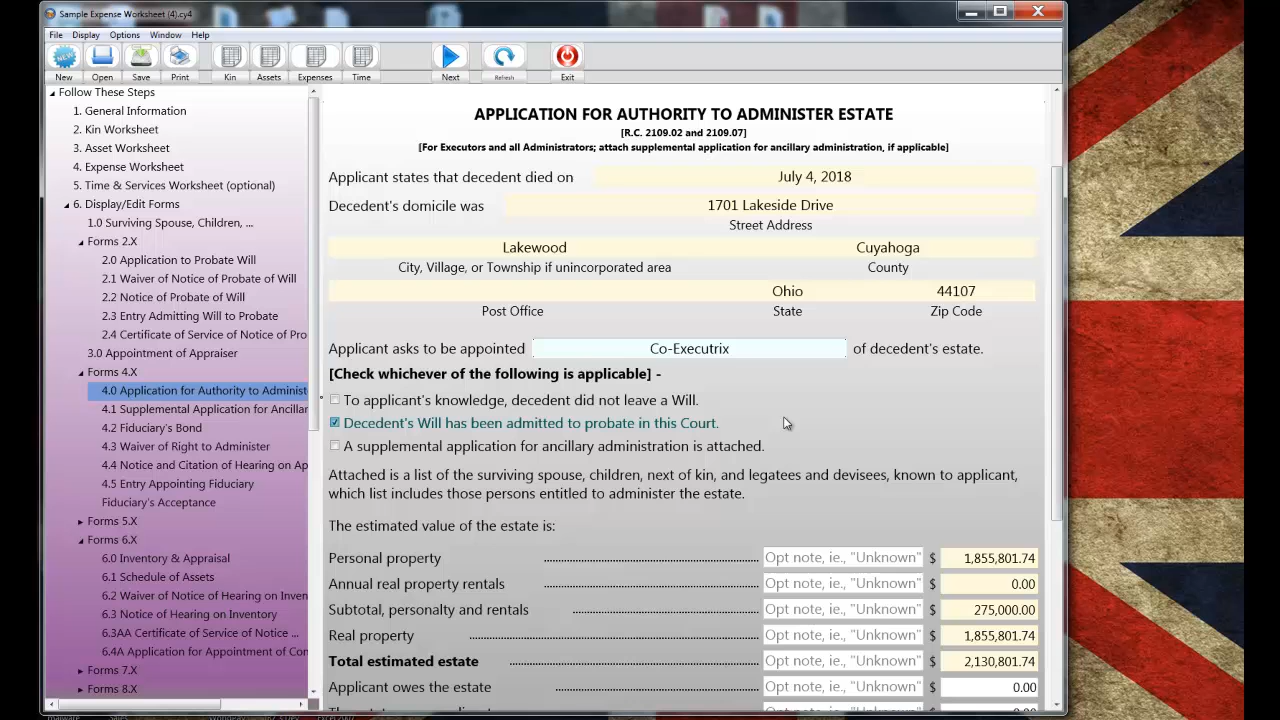 Sample Expense Worksheet (4).cy4
File Display Options Window Help
NEW
New Open Save Print Kin Assets Expenses Time Next Refresh Exit
Follow These Steps
1. General Information
2. Kin Worksheet
3. Asset Worksheet
4. Expense Worksheet
5. Time & Services Worksheet (optional)
6. Display/Edit Forms
1.0 Surviving Spouse, Children, ...
Forms 2.X
2.0 Application to Probate Will
2.1 Waiver of Notice of Probate of Will
2.2 Notice of Probate of Will
2.3 Entry Admitting Will to Probate
2.4 Certificate of Service of Notice of Pro
3.0 Appointment of Appraiser
Forms 4.X
4.0 Application for Authority to Administ
4.1 Supplemental Application for Ancillar
4.2 Fiduciary's Bond
4.3 Waiver of Right to Administer
4.4 Notice and Citation of Hearing on Ap
4.5 Entry Appointing Fiduciary
Fiduciary's Acceptance
Forms 5.X
Forms 6.X
6.0 Inventory & Appraisal
6.1 Schedule of Assets
6.2 Waiver of Notice of Hearing on Inven
6.3 Notice of Hearing on Inventory
6.3AA Certificate of Service of Notice ...
6.4A Application for Appointment of Con
Forms 7.X
Forms 8.X
APPLICATION FOR AUTHORITY TO ADMINISTER ESTATE
[R.C. 2109.02 and 2109.07]
[For Executors and all Administrators; attach supplemental application for ancillary administration, if applicable]
Applicant states that decedent died on July 4, 2018
Decedent's domicile was 1701 Lakeside Drive
Street Address
Lakewood Cuyahoga
City, Village, or Township if unincorporated area County
Ohio 44107
Post Office State Zip Code
Applicant asks to be appointed Co-Executrix of decedent's estate.
[Check whichever of the following is applicable] -
To applicant's knowledge, decedent did not leave a Will.
Decedent's Will has been admitted to probate in this Court.
A supplemental application for ancillary administration is attached.
Attached is a list of the surviving spouse, children, next of kin, and legatees and devisees, known to applicant,
which list includes those persons entitled to administer the estate.
The estimated value of the estate is:
Personal property Opt note, ie., "Unknown" $ 1,855,801.74
Annual real property rentals Opt note, ie., "Unknown" $ 0.00
Subtotal, personalty and rentals Opt note, ie., "Unknown" $ 275,000.00
Real property Opt note, ie., "Unknown" $ 1,855,801.74
Total estimated estate Opt note, ie., "Unknown" $ 2,130,801.74
Applicant owes the estate Opt note, ie., "Unknown" $ 0.00